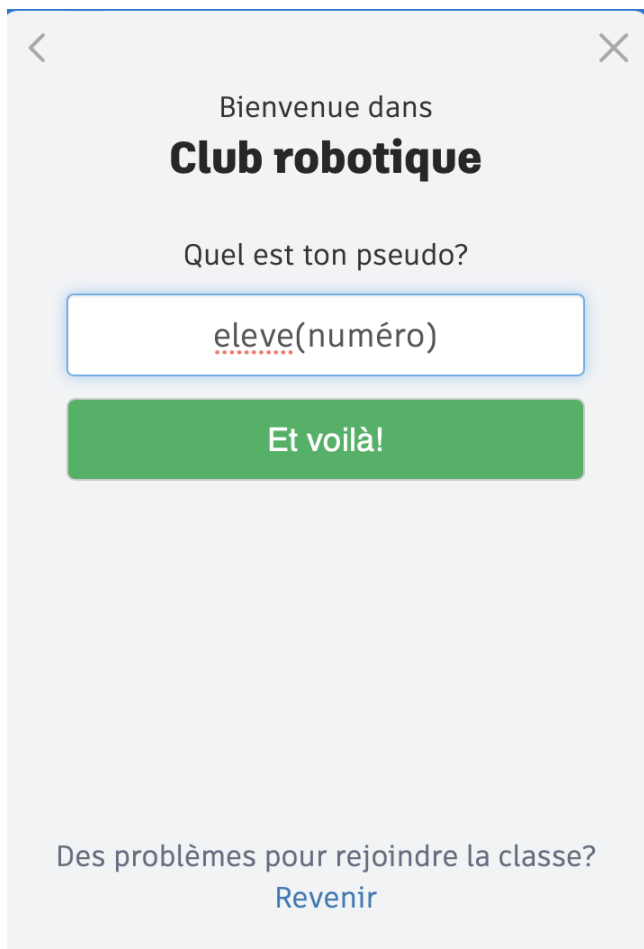 Bienvenue dans
Club robotique
Quel est ton pseudo?
eleve(numéro)
Et voilà!
Des problèmes pour rejoindre la classe?
Revenir